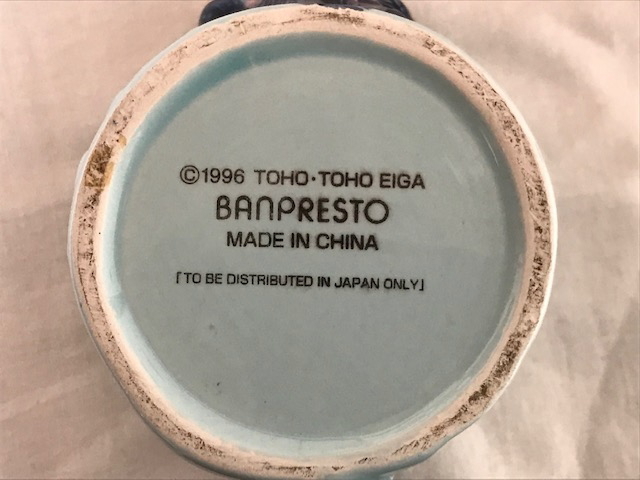 ©1996 TOHO・TOHO EIGA
BANPRESTO
MADE IN CHINA
「TO BE DISTRIBUTED IN JAPAN ONLY」